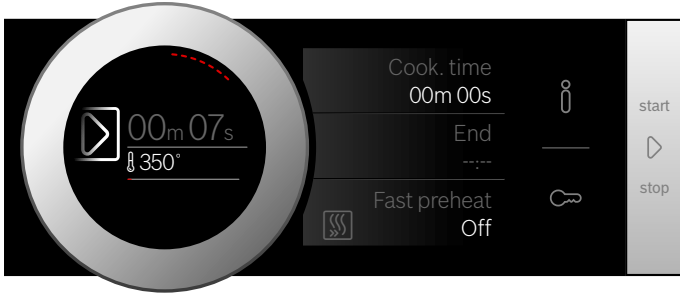 00m 07s
350°
Cook. time
00m 00s
End
--:--
Fast preheat
Off
start
stop